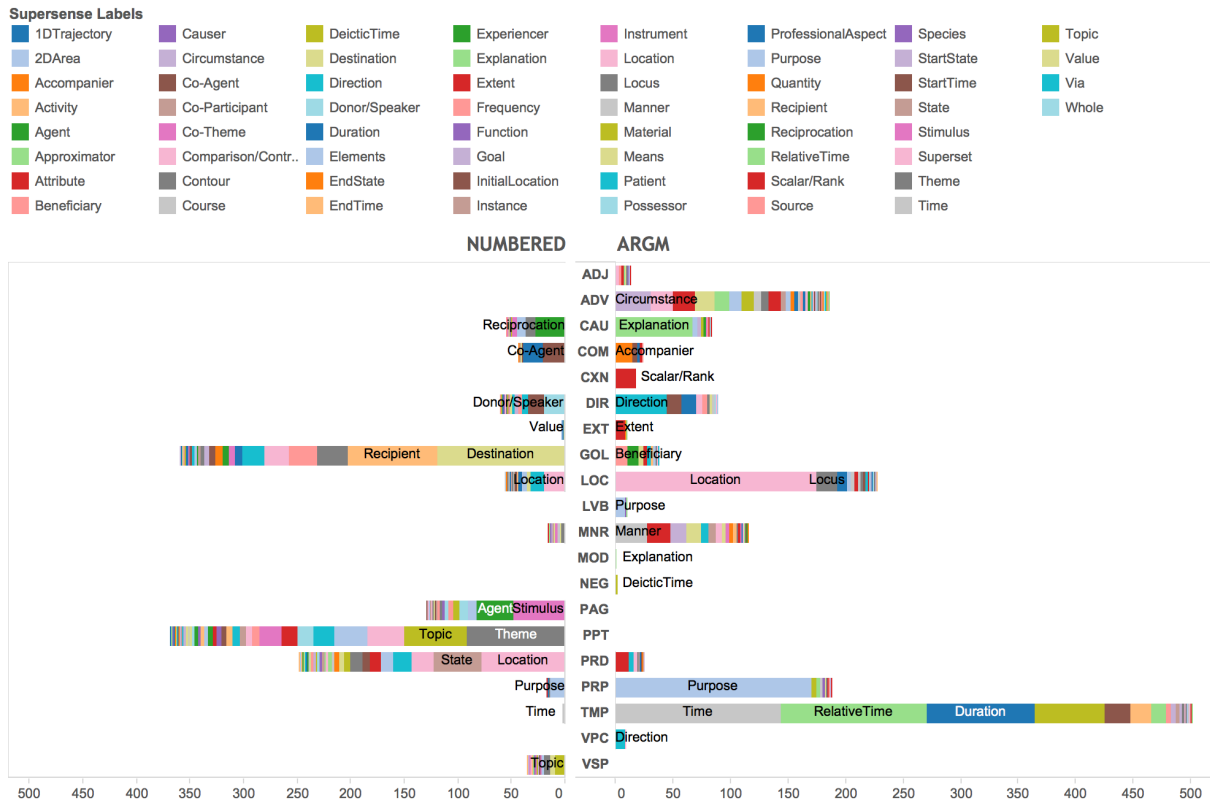 Supersense Labels
1DTrajectory Causer DeicticTime Experiencer Instrument ProfessionalAspect Species Topic
2DArea Circumstance Destination Explanation Location Purpose StartState Value
Accompanier Co-Agent Direction Extent Locus Quantity StartTime Via
Activity Co-Participant Donor/Speaker Frequency Manner Recipient State Whole
Agent Co-Theme Duration Function Material Reciprocation Stimulus
Approximator Comparison/Contr.. Elements Goal Means RelativeTime Superset
Attribute Contour EndState InitialLocation Patient Scalar/Rank Theme
Beneficiary Course EndTime Instance Possessor Source Time
NUMBERED ARGM
ADJ
ADV Circumstance
Reciprocation CAU Explanation
Co-Agent COM Accompanier
CXN Scalar/Rank
Donor/Speaker DIR Direction
Value EXT Extent
Recipient Destination GOL Beneficiary
Location LOC Location Locus
LVB Purpose
MNR Manner
MOD Explanation
NEG DeicticTime
Agent Stimulus PAG
Topic Theme PPT
State Location PRD
Purpose PRP Purpose
Time TMP Time RelativeTime Duration
VPC Direction
Topic VSP
500 450 400 350 300 250 200 150 100 50 0 0 50 100 150 200 250 300 350 400 450 500